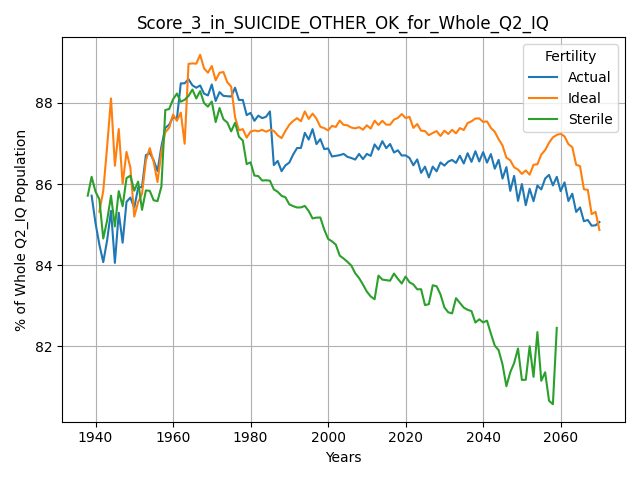 Score_3_in_SUICIDE_OTHER_OK_for_Whole_Q2_IQ
Fertility
Actual
Ideal
Sterile
% of Whole Q2_IQ Population
88
86
84
82
1940 1960 1980 2000 2020 2040 2060
Years